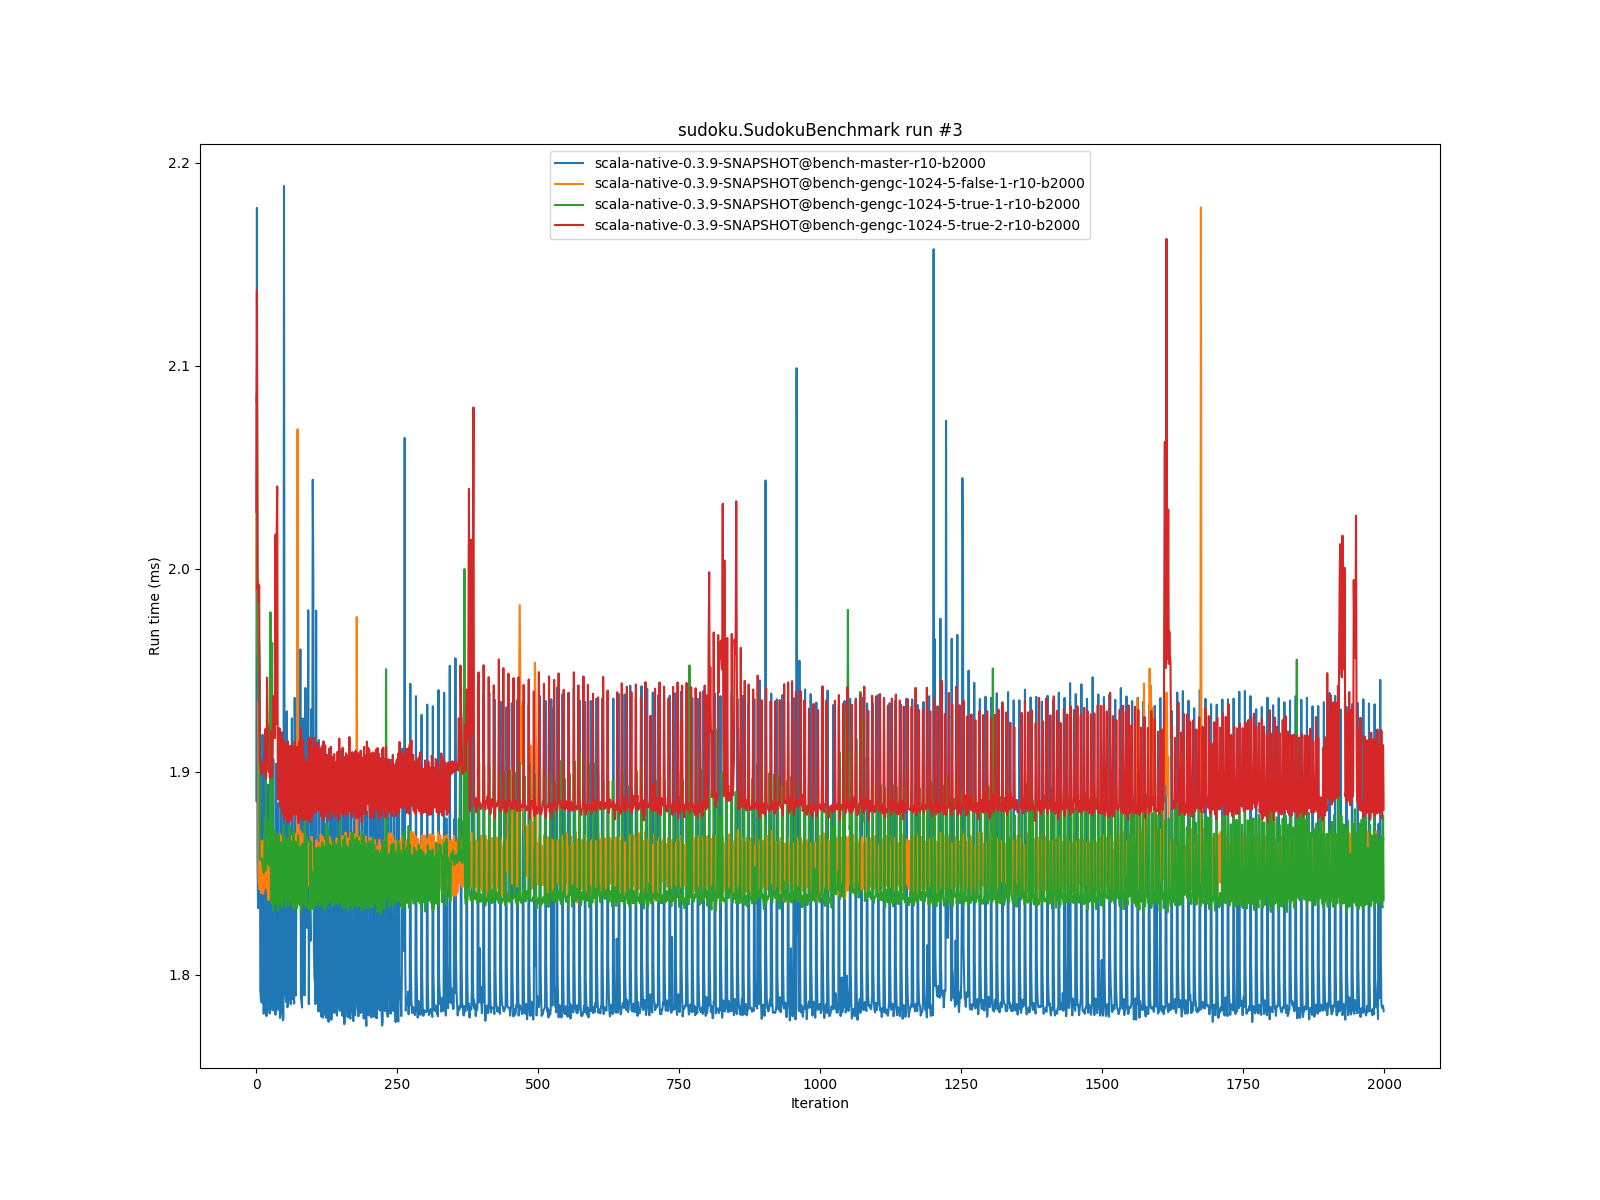 sudoku.SudokuBenchmark run #3
scala-native-0.3.9-SNAPSHOT@bench-master-r10-b2000
scala-native-0.3.9-SNAPSHOT@bench-gengc-1024-5-false-1-r10-b2000
scala-native-0.3.9-SNAPSHOT@bench-gengc-1024-5-true-1-r10-b2000
scala-native-0.3.9-SNAPSHOT@bench-gengc-1024-5-true-2-r10-b2000
Run time (ms)
2.2
2.1
2.0
1.9
1.8
0 250 500 750 1000 1250 1500 1750 2000
Iteration